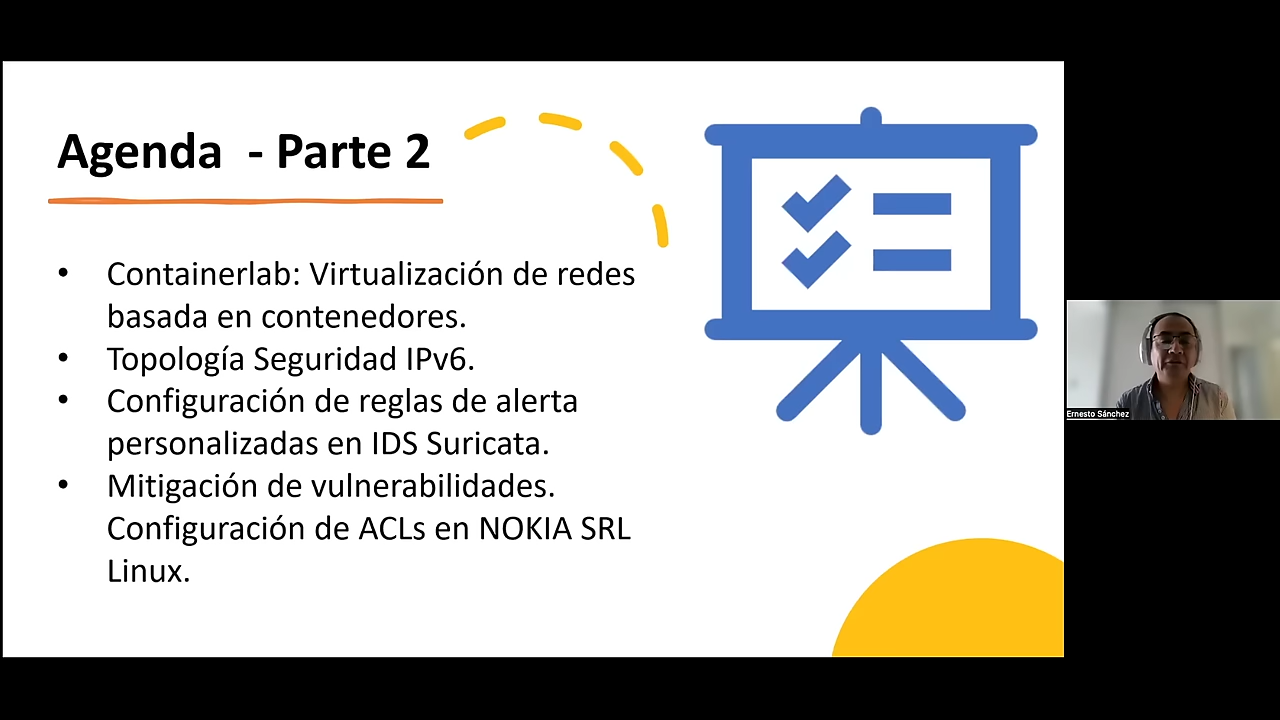 Agenda - Parte 2
• Containerlab: Virtualización de redes
basada en contenedores.
• Topología Seguridad IPv6.
• Configuración de reglas de alerta
personalizadas en IDS Suricata.
• Mitigación de vulnerabilidades.
Configuración de ACLs en NOKIA SRL
Linux.
Ernesto Sánchez